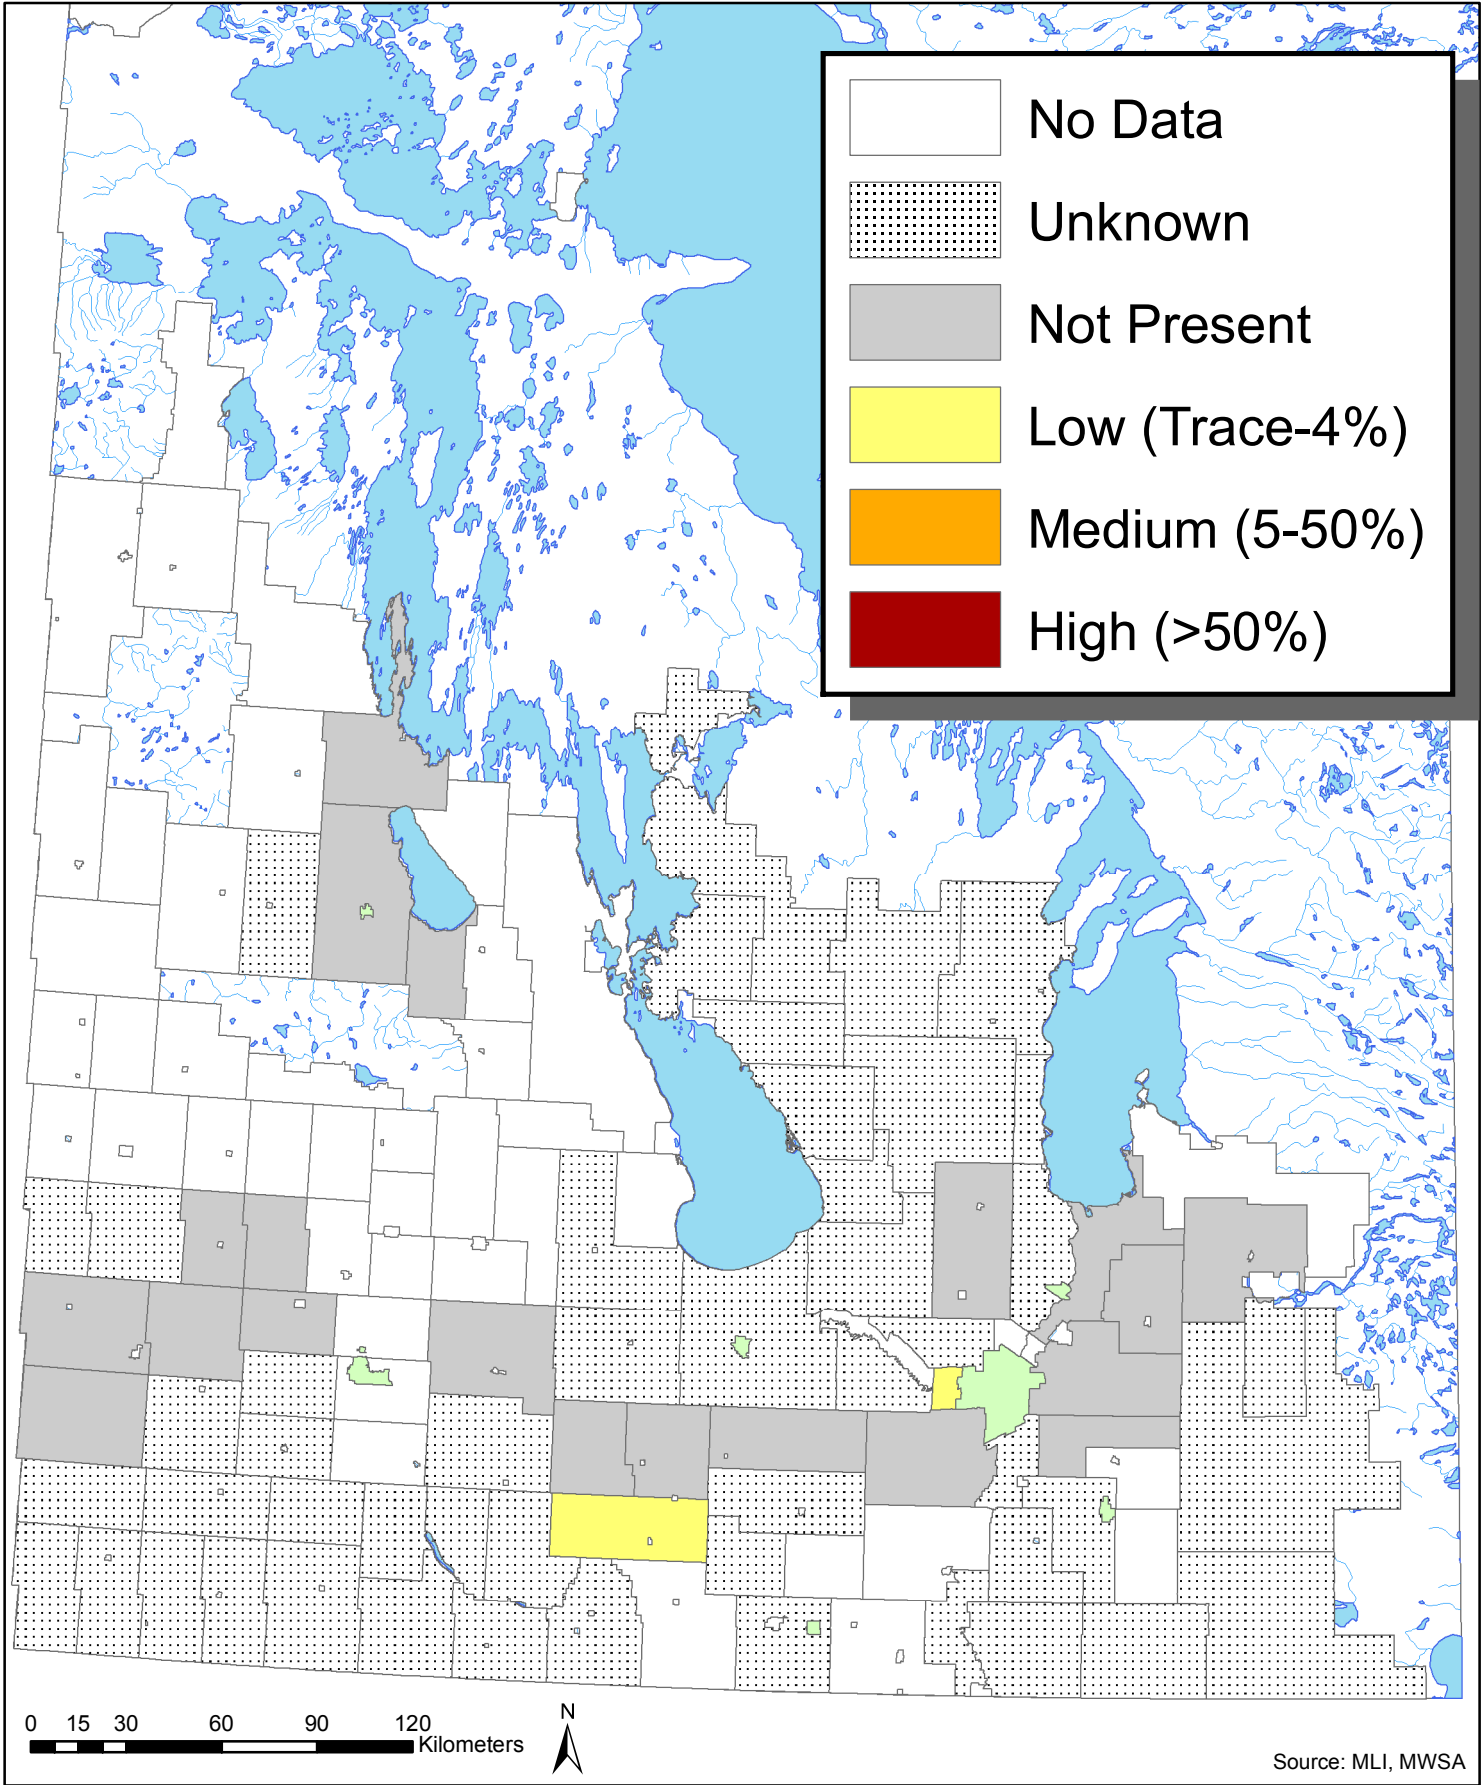 No Data
Unknown
Not Present
Low (Trace-4%)
Medium (5-50%)
High (>50%)
0 15 30 60 90 120
Kilometers
N
Source: MLI, MWSA